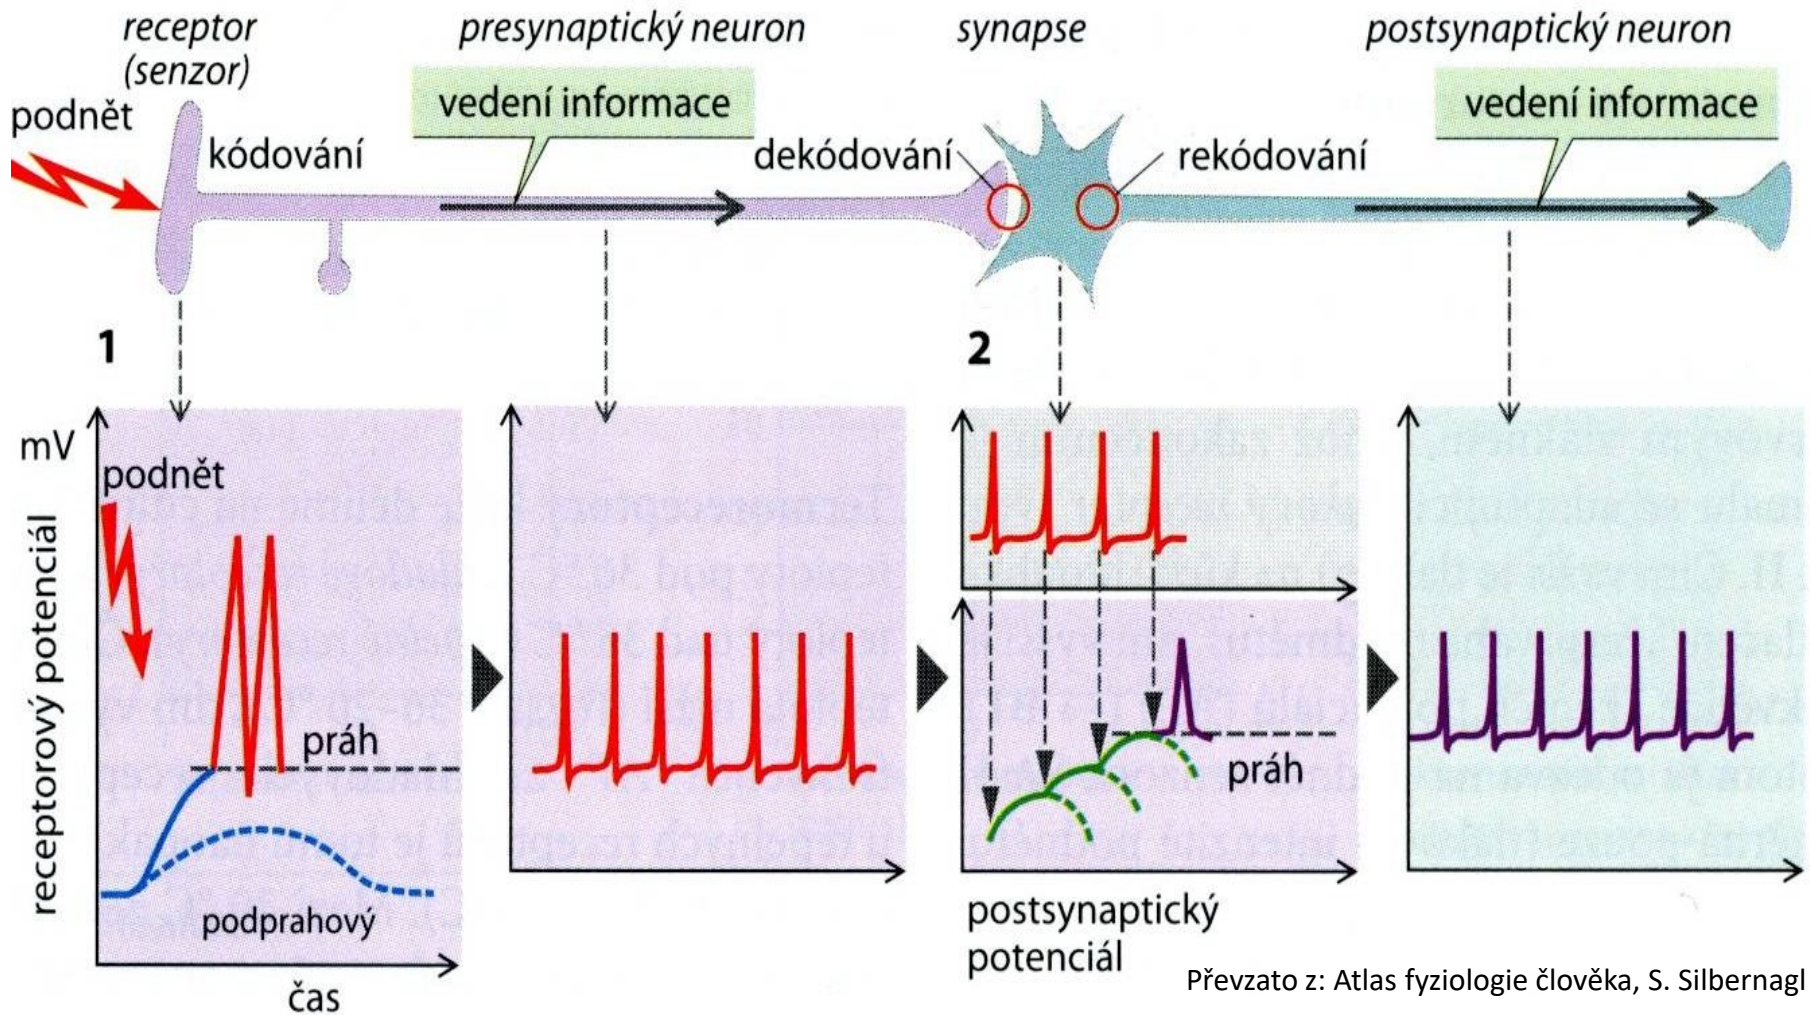 receptor
(senzor)
presynaptický neuron
synapse
postsynaptický neuron
podnět
vedení informace
vedení informace
kódování
dekódování
rekódování
1
2
mV
podnět
receptorový potenciál
práh
podprahový
čas
práh
postsynaptický
potenciál
Převzato z: Atlas fyziologie člověka, S. Silbernagl